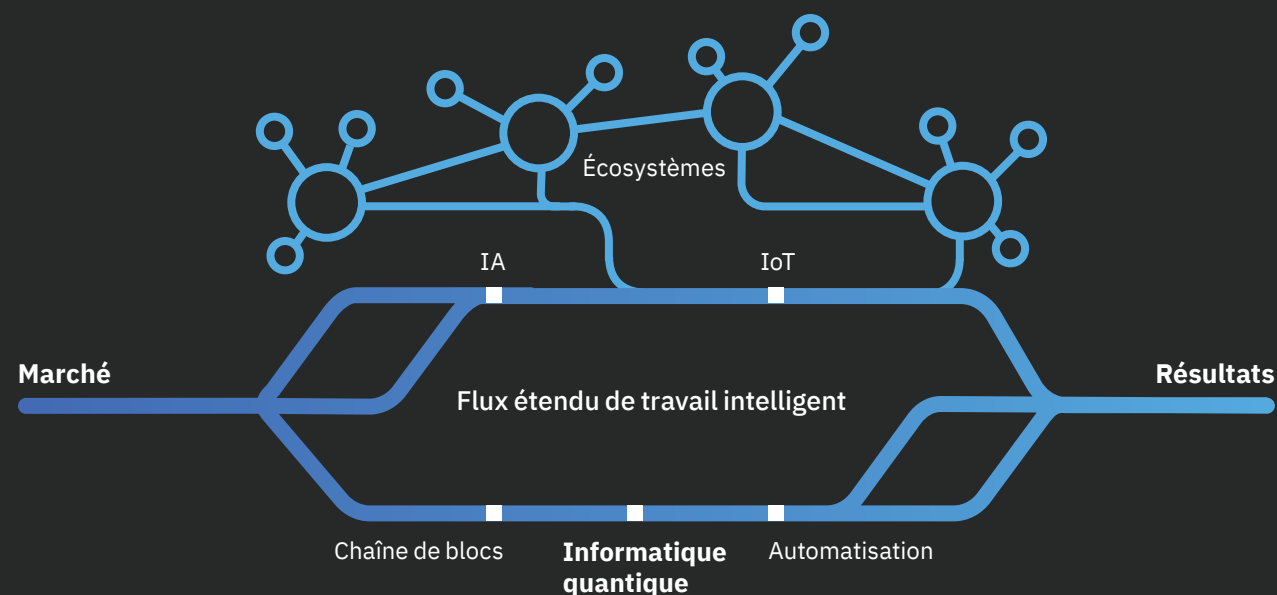 Écosystèmes
IA
IoT
Marché
Résultats
Flux étendu de travail intelligent
Chaîne de blocs
Informatique
quantique
Automatisation